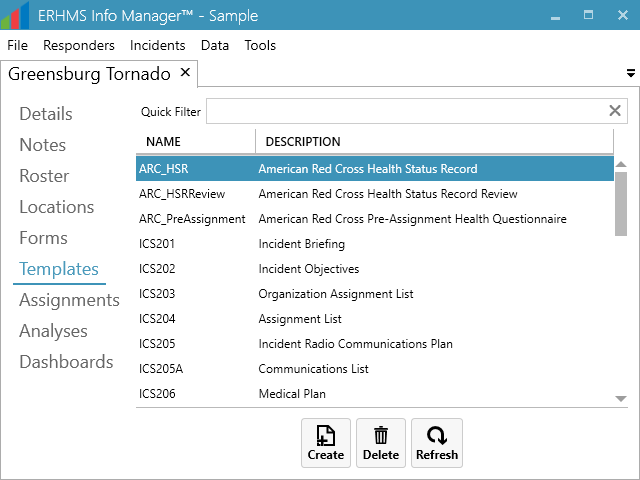 ERHMS Info Manager™ - Sample
File Responders Incidents Data Tools
Greensburg Tornado
Details
Notes
Roster
Locations
Forms
Templates
Assignments
Analyses
Dashboards
Quick Filter
NAME DESCRIPTION
ARC_HSR American Red Cross Health Status Record
ARC_HSRReview American Red Cross Health Status Record Review
ARC_PreAssignment American Red Cross Pre-Assignment Health Questionnaire
ICS201 Incident Briefing
ICS202 Incident Objectives
ICS203 Organization Assignment List
ICS204 Assignment List
ICS205 Incident Radio Communications Plan
ICS205A Communications List
ICS206 Medical Plan
Create Delete Refresh